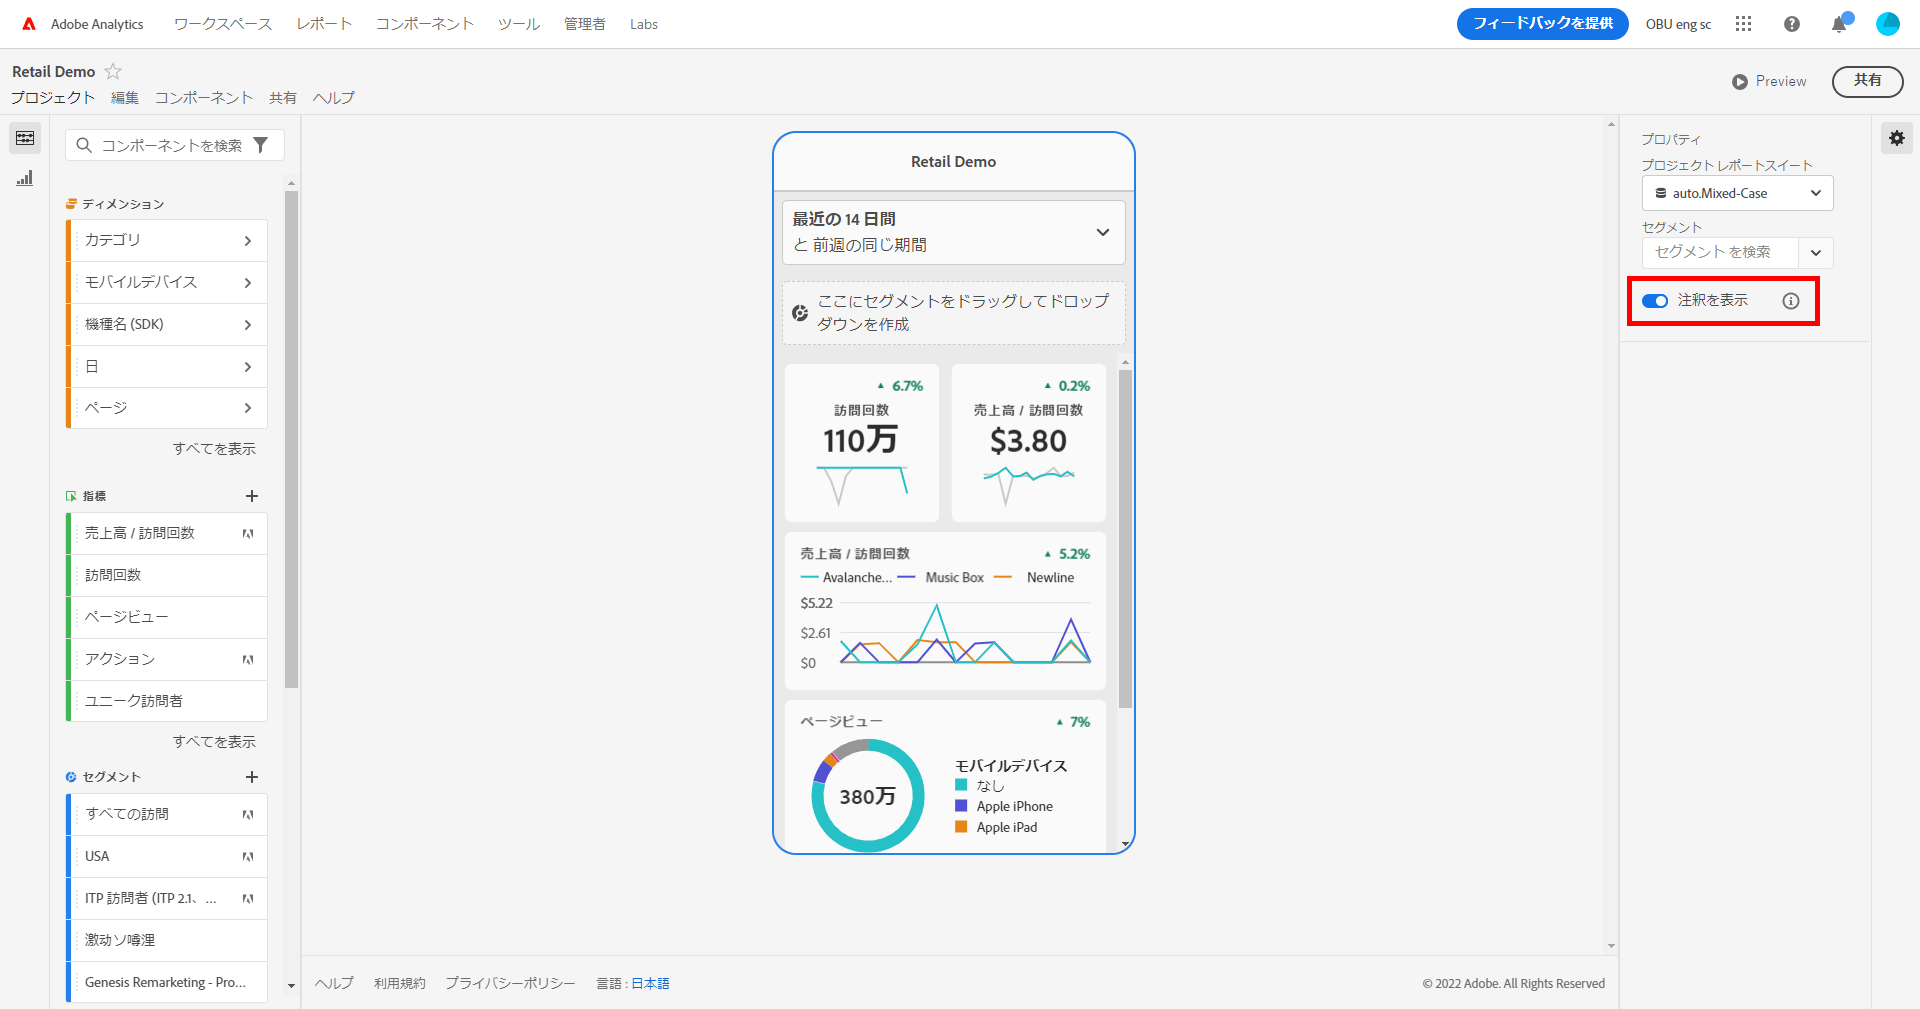 Adobe Analytics ワークスペース レポート コンポーネント ツール 管理者 Labs フィードバックを提供 OBU eng sc
Retail Demo
プロジェクト 編集 コンポーネント 共有 ヘルプ
Preview 共有
コンポーネントを検索
ディメンション
カテゴリ
モバイルデバイス
機種名 (SDK)
日
ページ
すべてを表示
指標
売上高 / 訪問回数
訪問回数
ページビュー
アクション
ユニーク訪問者
すべてを表示
セグメント
すべての訪問
USA
ITP 訪問者 (ITP 2.1、...
激动ソ噂浬
Genesis Remarketing - Pro...
Retail Demo
最近の 14 日間
と 前週の同じ期間
ここにセグメントをドラッグしてドロップ
ダウンを作成
▲ 6.7%
訪問回数
110万
▲ 0.2%
売上高 / 訪問回数
$3.80
売上高 / 訪問回数 ▲ 5.2%
Avalanche... Music Box Newline
$5.22
$2.61
$0
ページビュー ▲ 7%
380万
モバイルデバイス
なし
Apple iPhone
Apple iPad
プロパティ
プロジェクト レポートスイート
auto.Mixed-Case
セグメント
セグメント を検索
注釈を表示
ヘルプ 利用規約 プライバシーポリシー 言語 : 日本語
© 2022 Adobe. All Rights Reserved